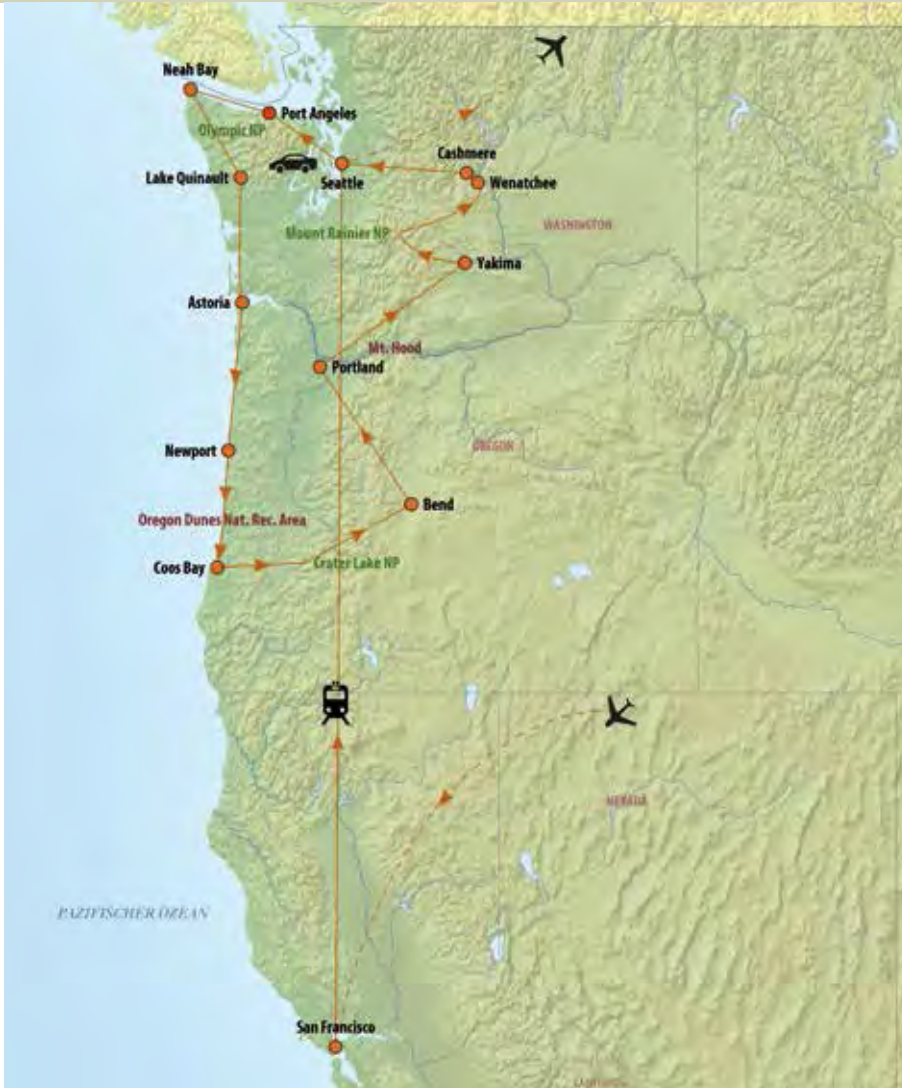 Neah Bay
Port Angeles
Olympic NP
Cashmere
Lake Quinault
Seattle
Wenatchee
Mount Rainier NP
WASHINGTON
Yakima
Astoria
Mt. Hood
Portland
Newport
OREGON
Bend
Oregon Dunes Nat. Rec. Area
Coos Bay
Crater Lake NP
NEVADA
PAZIFISCHER OZEAN
San Francisco